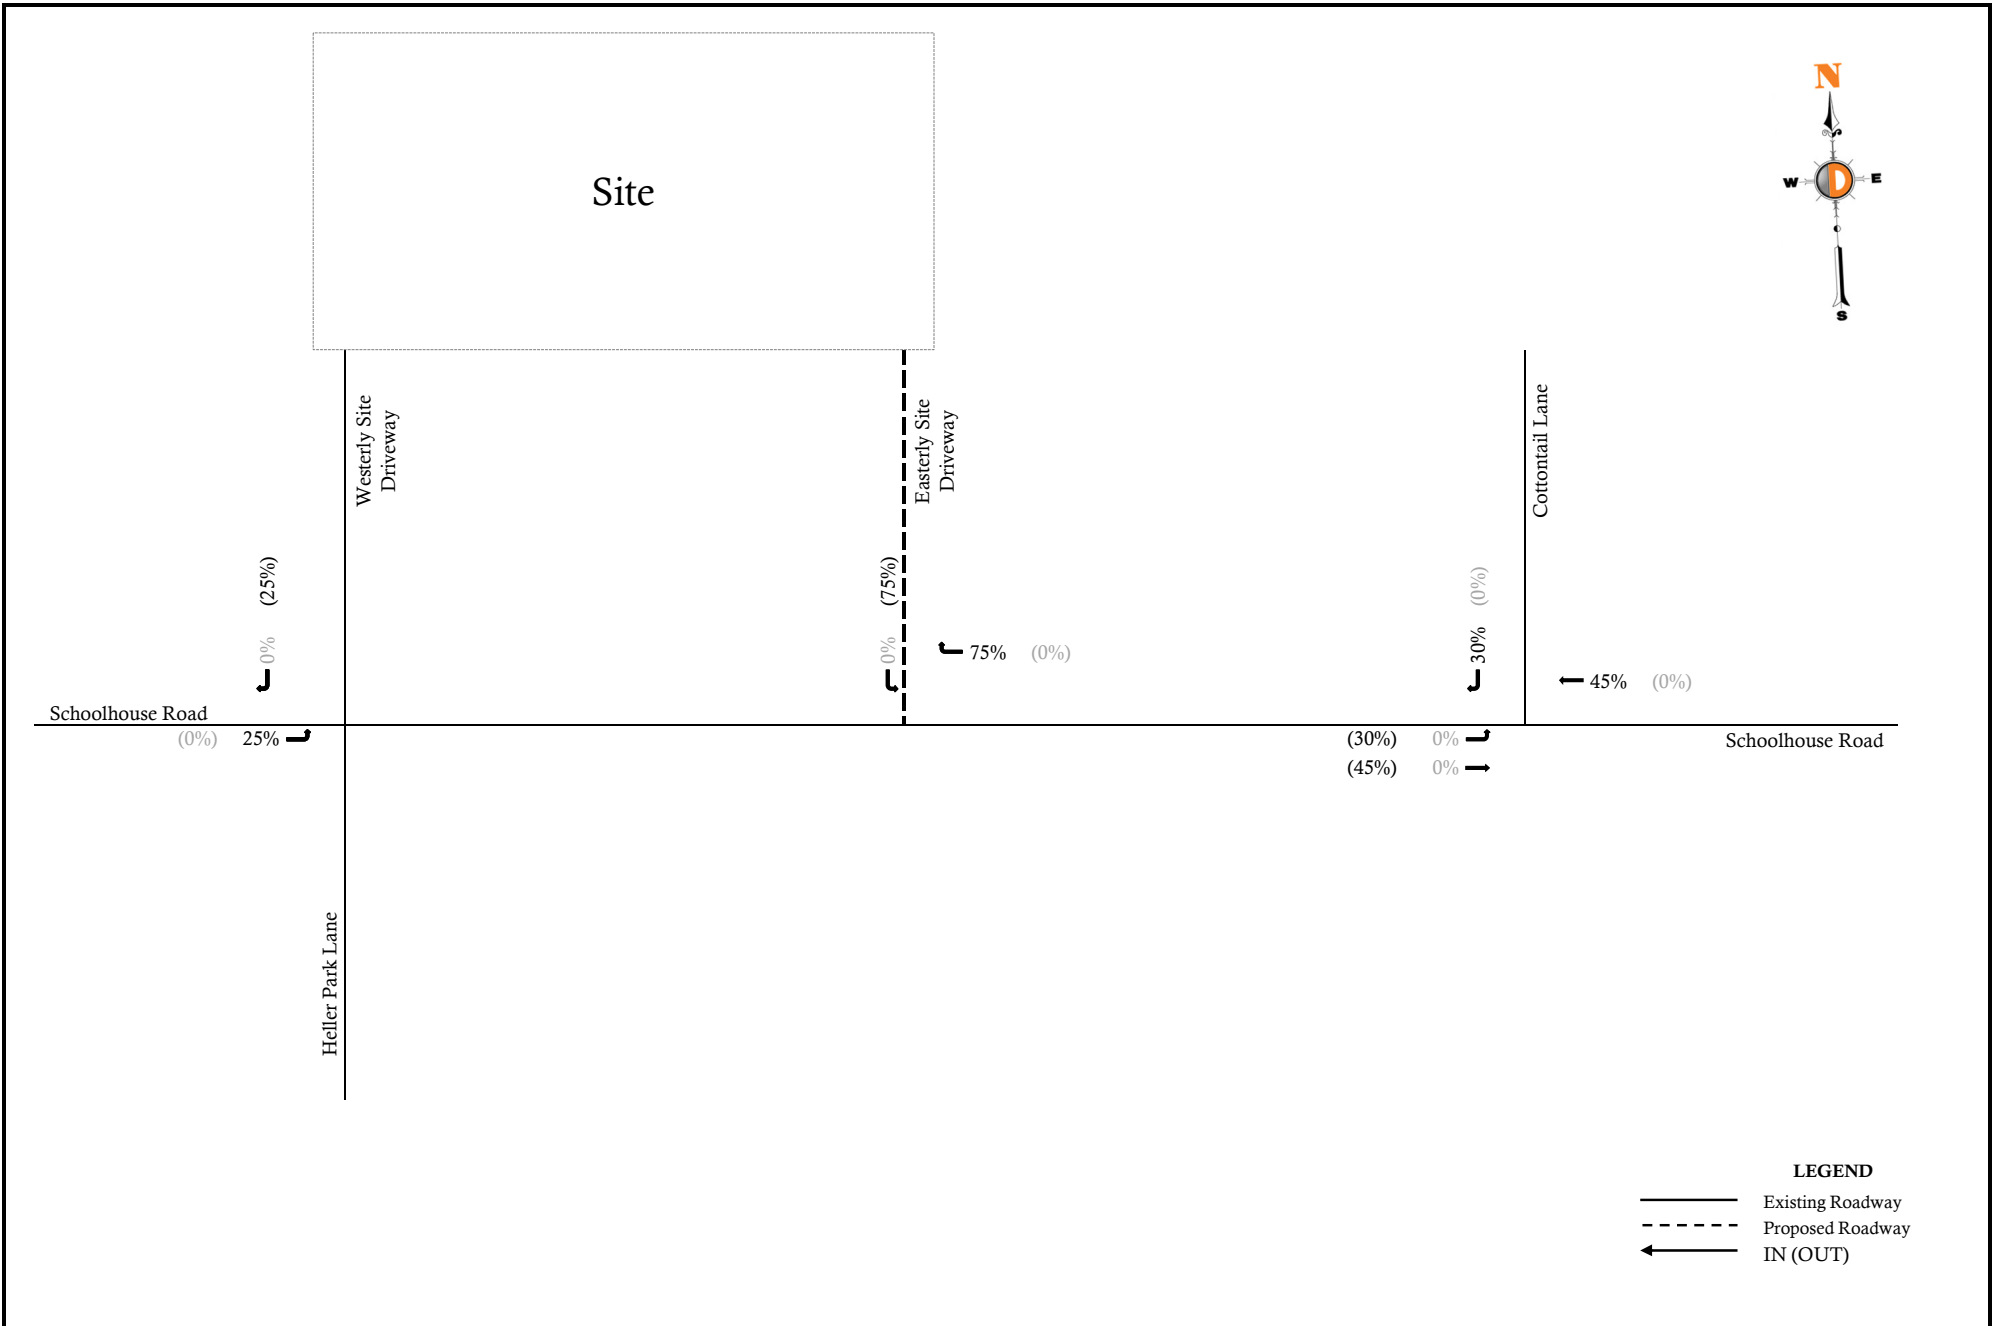 N
W
E
S
Site
Westerly Site
Driveway
Easterly Site
Driveway
Cottontail Lane
0% (25%)
0% (75%)
30% (0%)
75% (0%)
45% (0%)
Schoolhouse Road
(0%) 25%
(30%) 0%
(45%) 0%
Schoolhouse Road
Heller Park Lane
LEGEND
Existing Roadway
Proposed Roadway
IN (OUT)